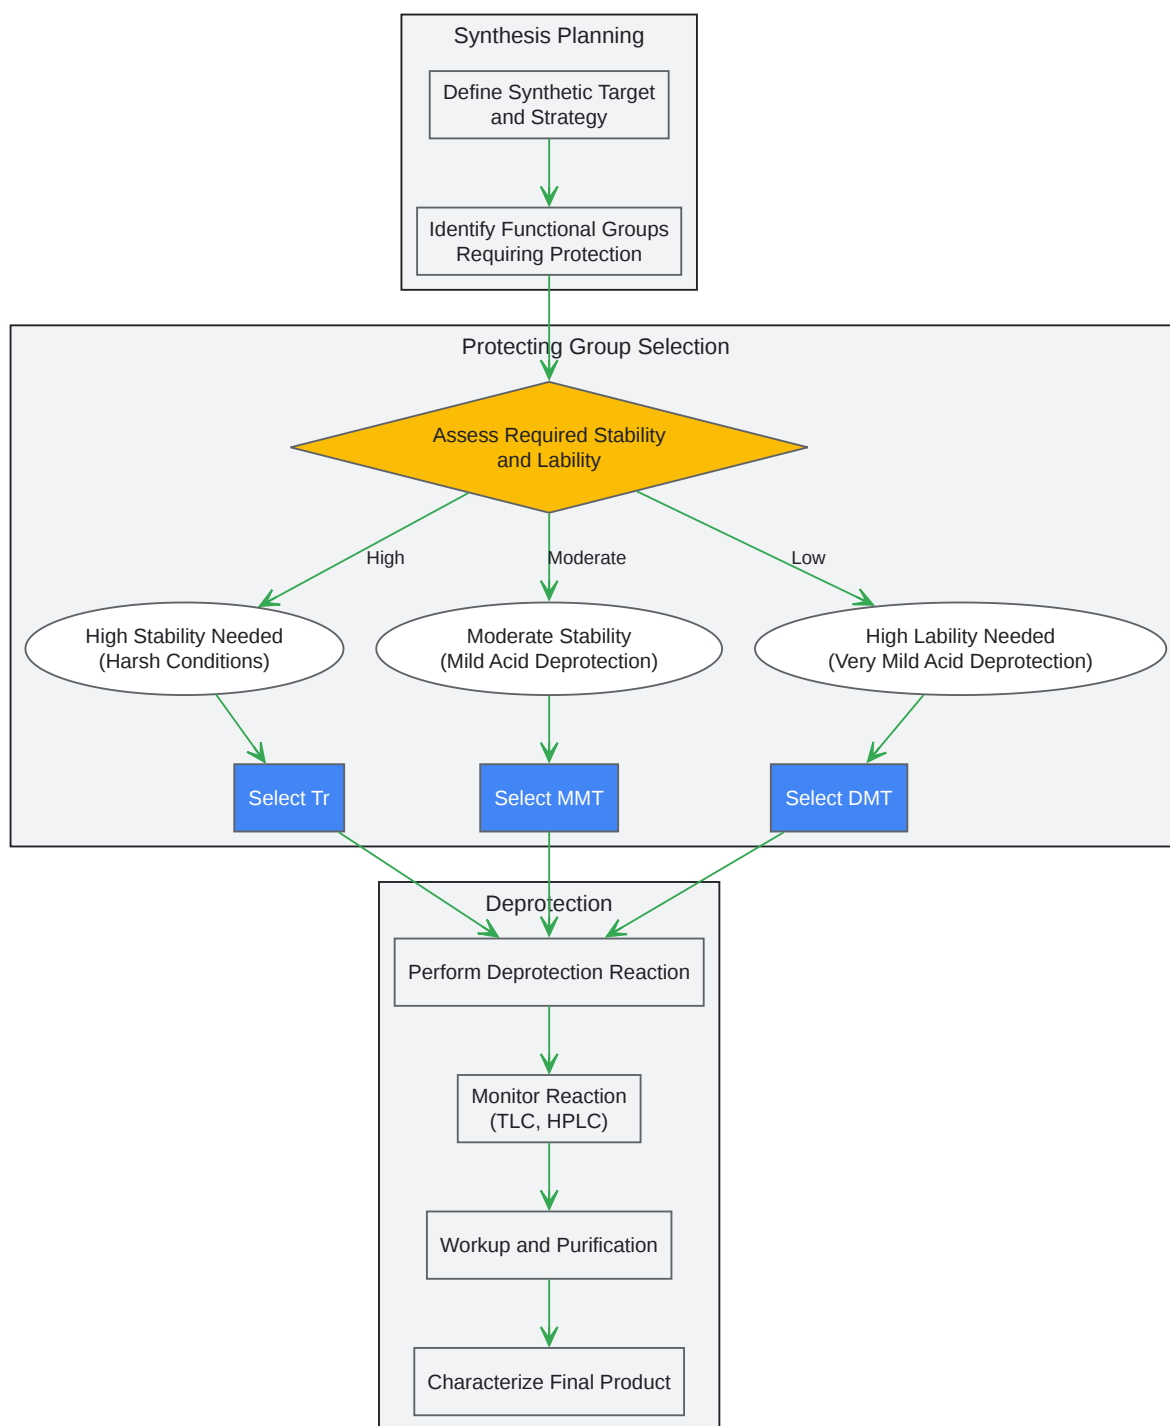 Synthesis Planning
Define Synthetic Target
and Strategy
Identify Functional Groups
Requiring Protection
Protecting Group Selection
Assess Required Stability
and Lability
High
Moderate
Low
High Stability Needed
(Harsh Conditions)
Moderate Stability
(Mild Acid Deprotection)
High Lability Needed
(Very Mild Acid Deprotection)
Select Tr
Select MMT
Select DMT
Deprotection
Perform Deprotection Reaction
Monitor Reaction
(TLC, HPLC)
Workup and Purification
Characterize Final Product